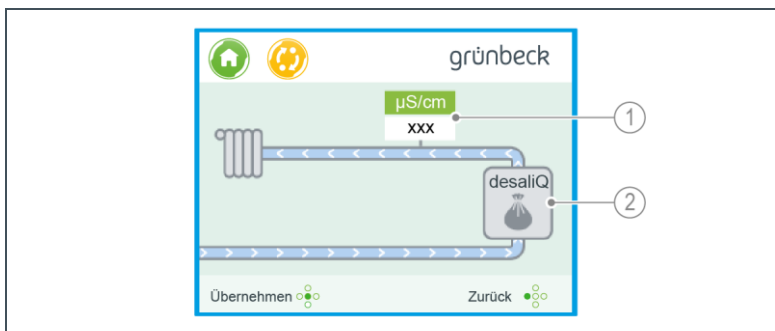 grünbeck
µS/cm
xxx
1
desaliQ
2
Übernehmen
Zurück